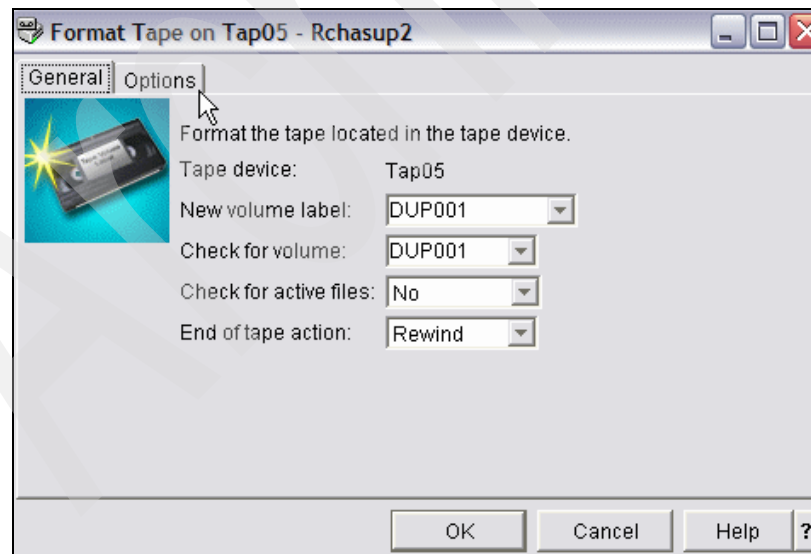 Format Tape on Tap05 - Rchasup2
General Options
Format the tape located in the tape device.
Tape device: Tap05
New volume label: DUP001
Check for volume: DUP001
Check for active files: No
End of tape action: Rewind
OK Cancel Help ?